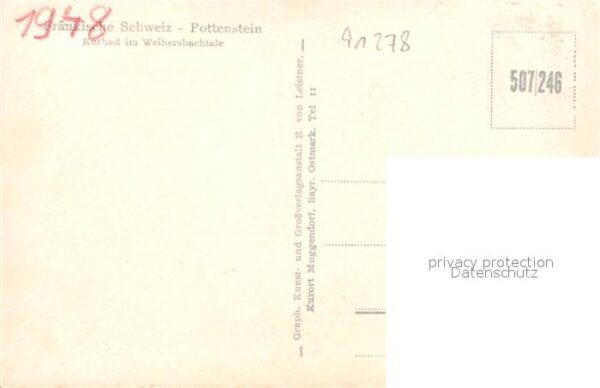 1948
Fränkische Schweiz - Pottenstein
Kurbad im Weihersbachtale
507/246
— Graph. Kunst- und Großverlagsanstalt E. von Leistner. —
Kurort Muggendorf, Bayr. Ostmark. Tel 11
privacy protection
Datenschutz